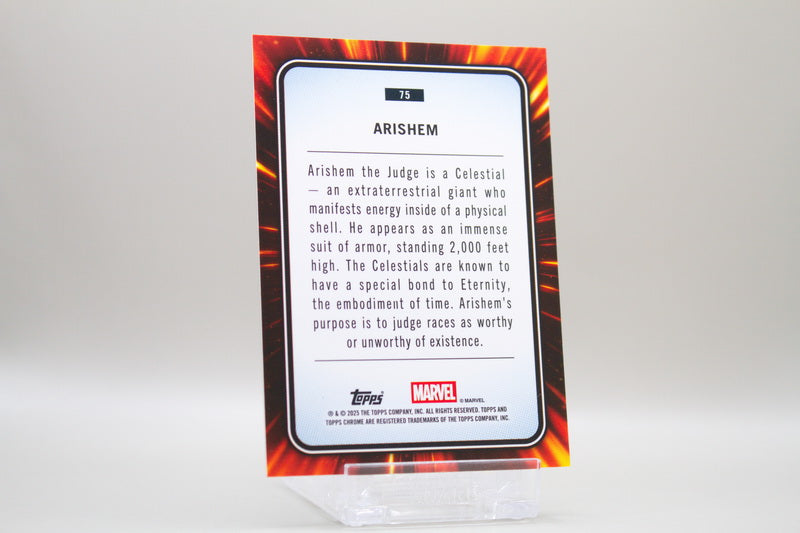 75
ARISHEM
Arishem the Judge is a Celestial
— an extraterrestrial giant who
manifests energy inside of a physical
shell. He appears as an immense
suit of armor, standing 2,000 feet
high. The Celestials are known to
have a special bond to Eternity,
the embodiment of time. Arishem's
purpose is to judge races as worthy
or unworthy of existence.
Topps MARVEL © MARVEL
® & © 2025 THE TOPPS COMPANY, INC. ALL RIGHTS RESERVED. TOPPS AND
TOPPS CHROME ARE REGISTERED TRADEMARKS OF THE TOPPS COMPANY, INC.